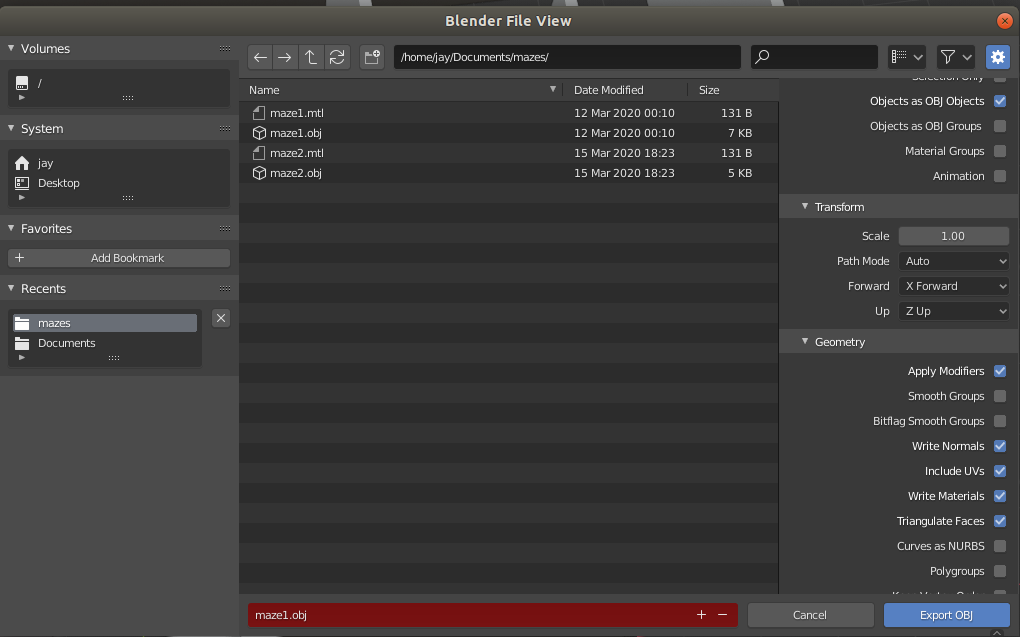 Blender File View
Volumes
/
System
jay
Desktop
Favorites
Add Bookmark
Recents
mazes
Documents
/home/jay/Documents/mazes/
Name Date Modified Size
maze1.mtl 12 Mar 2020 00:10 131 B
maze1.obj 12 Mar 2020 00:10 7 KB
maze2.mtl 15 Mar 2020 18:23 131 B
maze2.obj 15 Mar 2020 18:23 5 KB
Selection Only
Objects as OBJ Objects
Objects as OBJ Groups
Material Groups
Animation
Transform
Scale 1.00
Path Mode Auto
Forward X Forward
Up Z Up
Geometry
Apply Modifiers
Smooth Groups
Bitflag Smooth Groups
Write Normals
Include UVs
Write Materials
Triangulate Faces
Curves as NURBS
Polygroups
Keep Vertex Order
maze1.obj
Cancel
Export OBJ